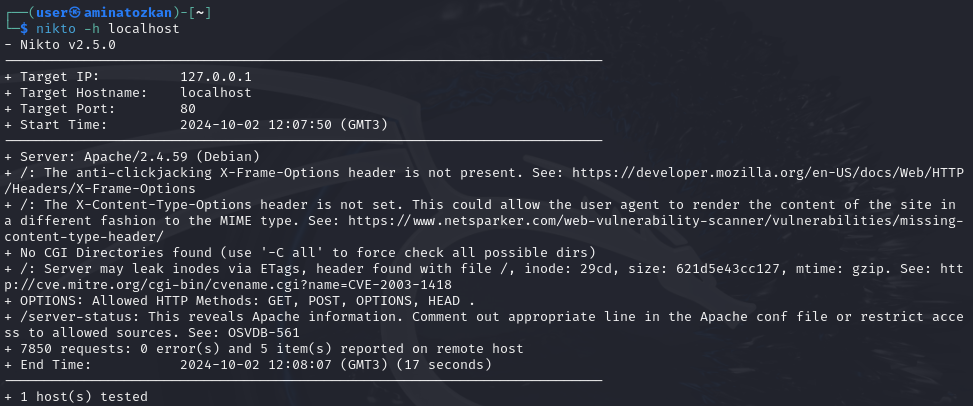 ┌──(user㉿aminatozkan)-[~]
└─$ nikto -h localhost
- Nikto v2.5.0
---------------------------------------------------------------------------
+ Target IP:          127.0.0.1
+ Target Hostname:    localhost
+ Target Port:        80
+ Start Time:         2024-10-02 12:07:50 (GMT3)
---------------------------------------------------------------------------
+ Server: Apache/2.4.59 (Debian)
+ /: The anti-clickjacking X-Frame-Options header is not present. See: https://developer.mozilla.org/en-US/docs/Web/HTTP
/Headers/X-Frame-Options
+ /: The X-Content-Type-Options header is not set. This could allow the user agent to render the content of the site in
a different fashion to the MIME type. See: https://www.netsparker.com/web-vulnerability-scanner/vulnerabilities/missing-
content-type-header/
+ No CGI Directories found (use '-C all' to force check all possible dirs)
+ /: Server may leak inodes via ETags, header found with file /, inode: 29cd, size: 621d5e43cc127, mtime: gzip. See: htt
p://cve.mitre.org/cgi-bin/cvename.cgi?name=CVE-2003-1418
+ OPTIONS: Allowed HTTP Methods: GET, POST, OPTIONS, HEAD .
+ /server-status: This reveals Apache information. Comment out appropriate line in the Apache conf file or restrict acce
ss to allowed sources. See: OSVDB-561
+ 7850 requests: 0 error(s) and 5 item(s) reported on remote host
+ End Time:           2024-10-02 12:08:07 (GMT3) (17 seconds)
---------------------------------------------------------------------------
+ 1 host(s) tested